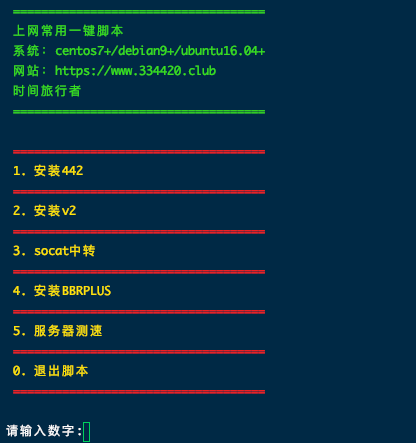 上网常用一键脚本
系统: centos7+/debian9+/ubuntu16.04+
网站: https://www.334420.club
时间旅行者
1. 安装442
2. 安装v2
3. socat中转
4. 安装BBRPLUS
5. 服务器测速
0. 退出脚本
请输入数字: